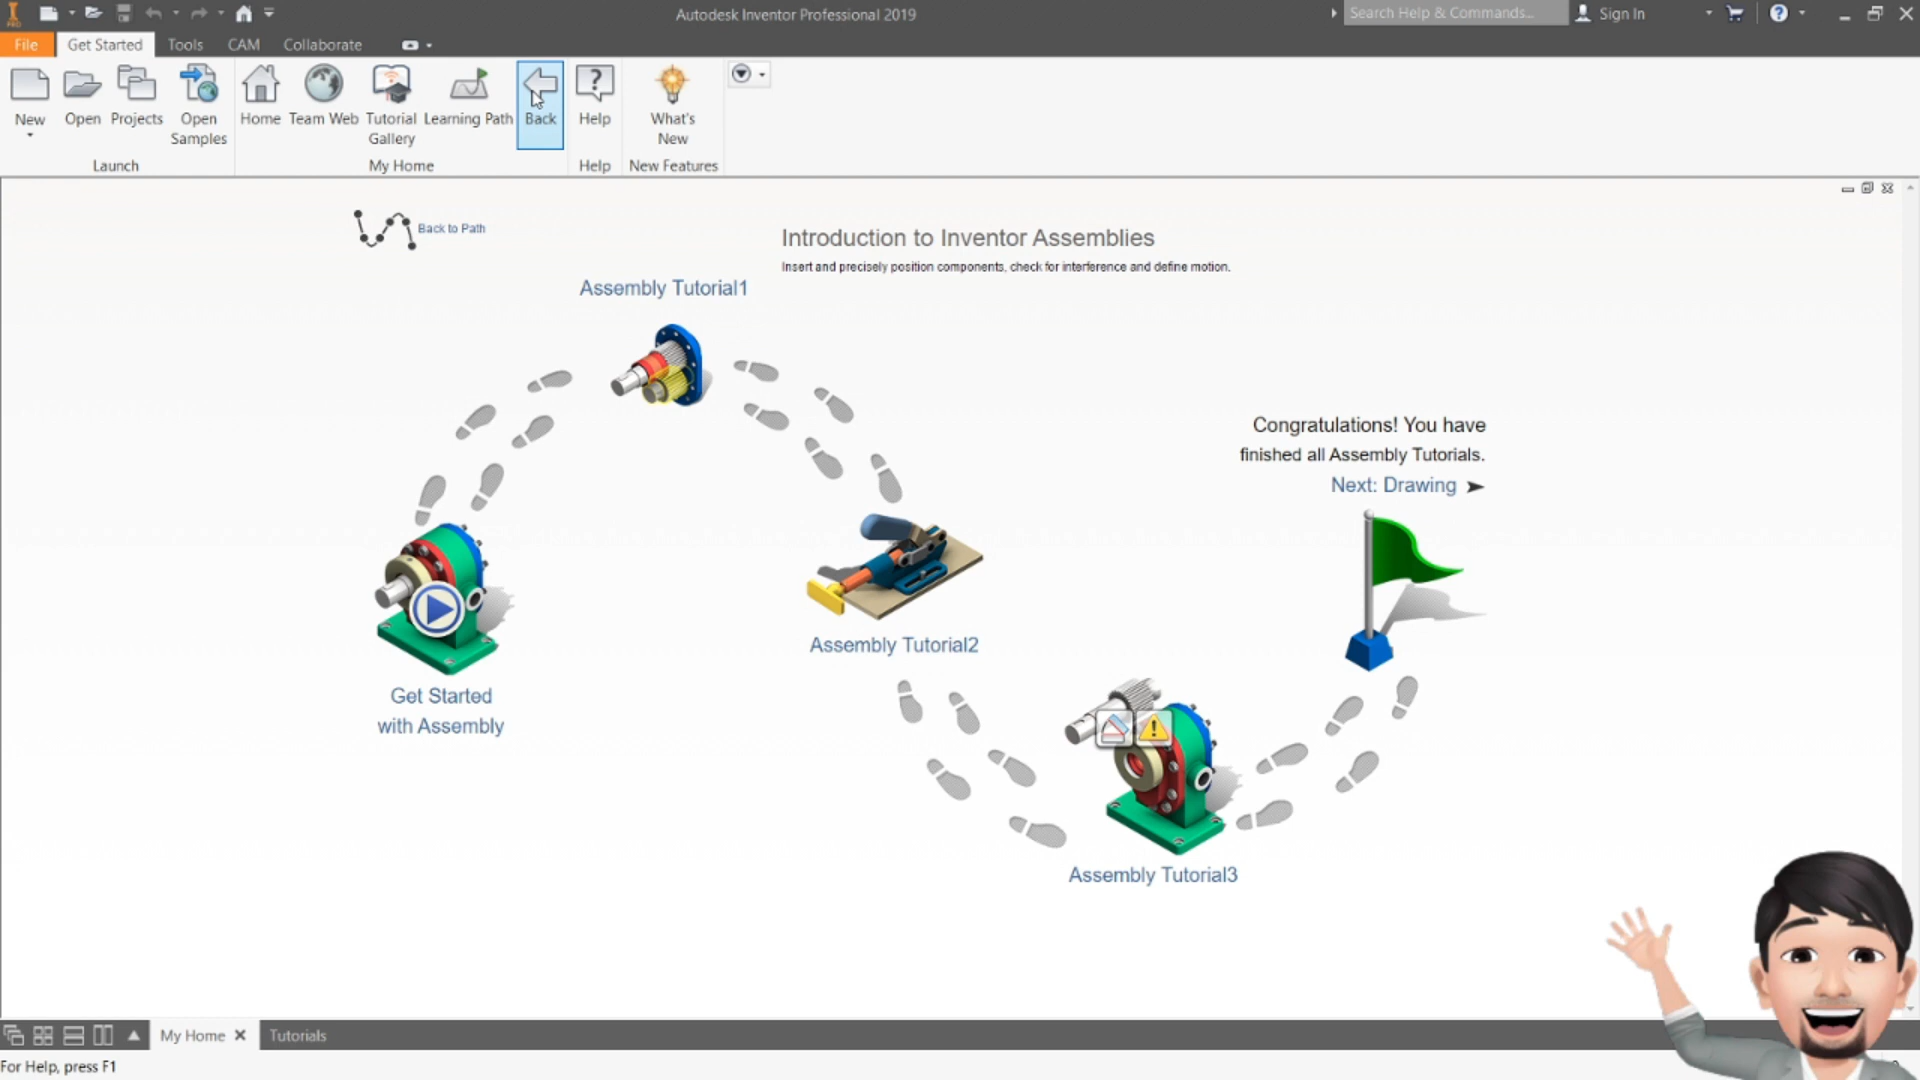 Autodesk Inventor Professional 2019
Search Help & Commands...
Sign In
File
Get Started
Tools
CAM
Collaborate
New
Open
Projects
Open
Samples
Home
Team Web
Tutorial
Gallery
Learning Path
Back
Help
What's
New
Launch
My Home
Help
New Features
Back to Path
Introduction to Inventor Assemblies
Insert and precisely position components, check for interference and define motion.
Assembly Tutorial1
Congratulations! You have
finished all Assembly Tutorials.
Next: Drawing
Assembly Tutorial2
Get Started
with Assembly
Assembly Tutorial3
My Home
Tutorials
For Help, press F1